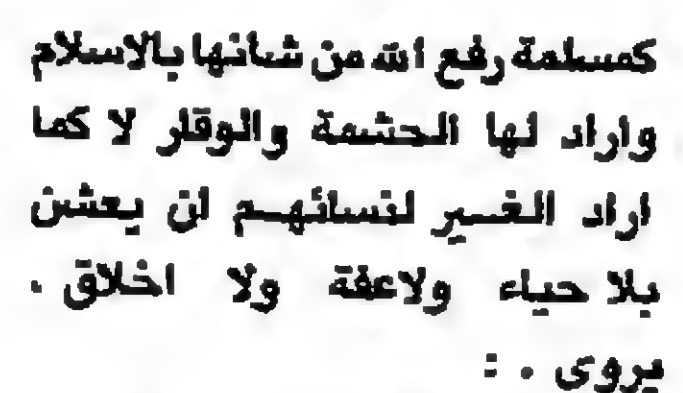 كمسلمة رفع الله من شانها بالاسلام
واراد لها الحشمة والوقار لا كما
اراد الغير لنسائهم ان يعشن
بلا حياء ولاعفة ولا اخلاق .
يروى . :